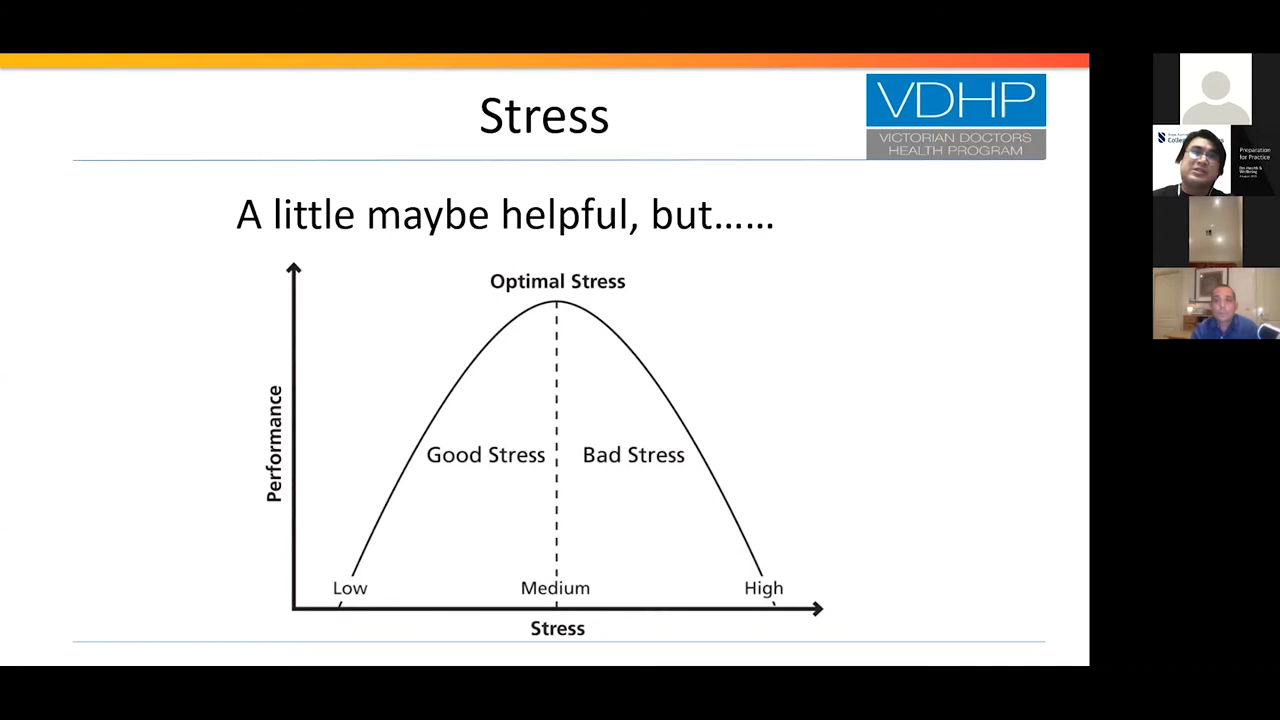 Stress
VDHP
VICTORIAN DOCTORS
HEALTH PROGRAM
A little maybe helpful, but......
Optimal Stress
Performance
Good Stress
Bad Stress
Low
Medium
High
Stress
Preparation
for Practice